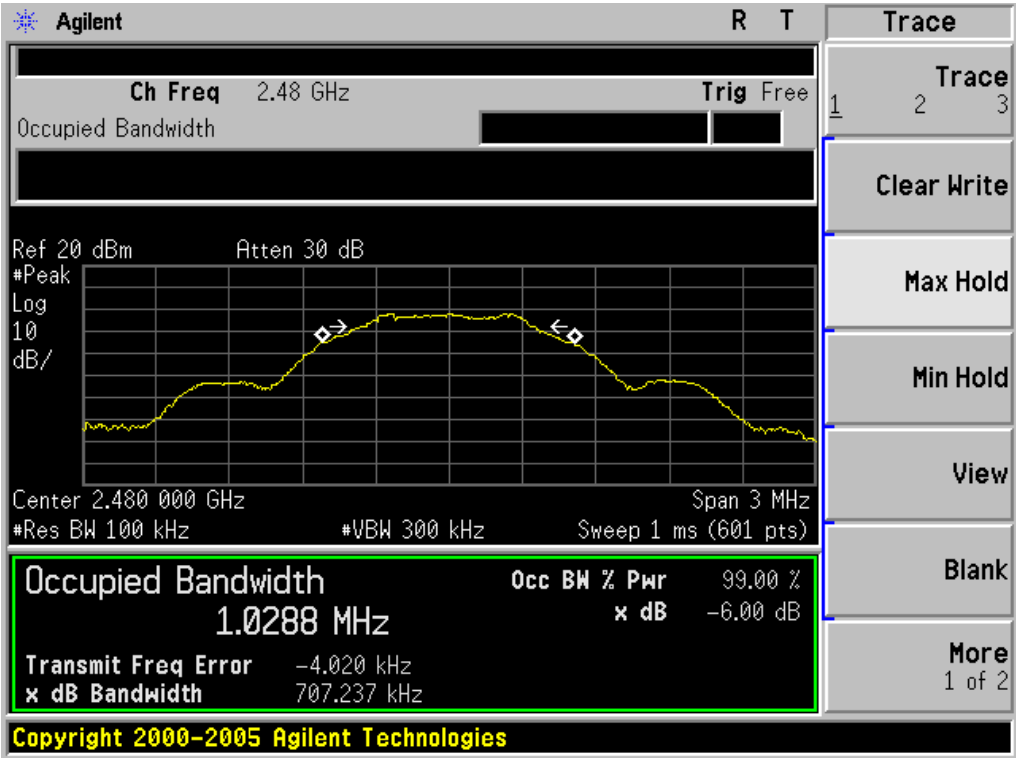 Agilent R T Trace
Ch Freq 2.48 GHz Trig Free
Occupied Bandwidth
Trace
1 2 3
Clear Write
Max Hold
Min Hold
View
Blank
More
1 of 2
Ref 20 dBm Atten 30 dB
#Peak
Log
10
dB/
Center 2.480 000 GHz Span 3 MHz
#Res BW 100 kHz #VBW 300 kHz Sweep 1 ms (601 pts)
Occupied Bandwidth Occ BW % Pwr 99.00 %
1.0288 MHz x dB -6.00 dB
Transmit Freq Error -4.020 kHz
x dB Bandwidth 707.237 kHz
Copyright 2000-2005 Agilent Technologies